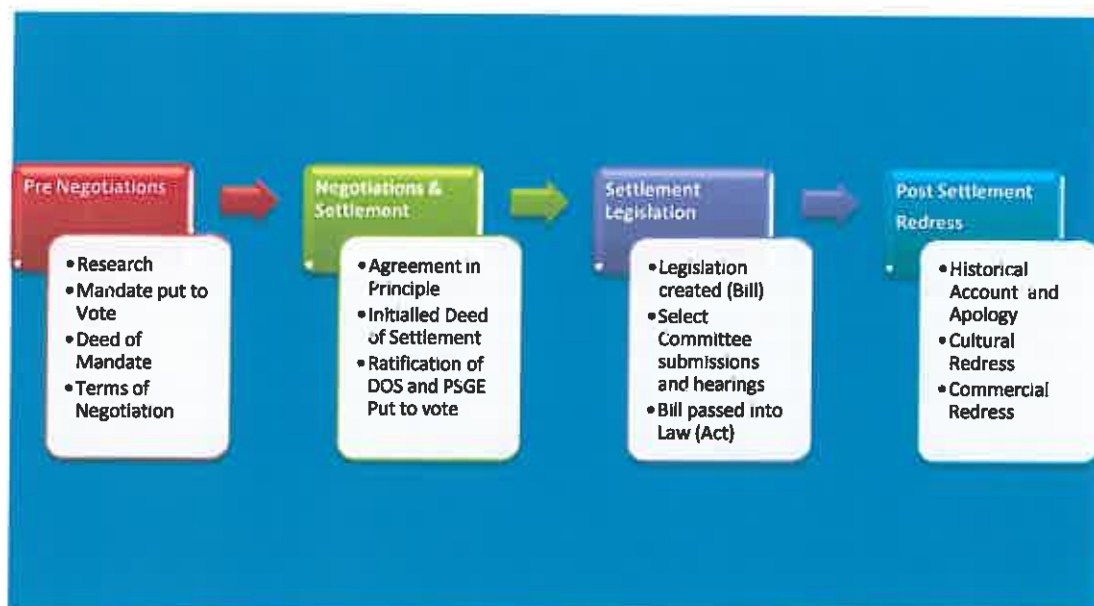 Pre Negotiations
• Research
• Mandate put to
Vote
• Deed of
Mandate
• Terms of
Negotiation
Negotiations &
Settlement
• Agreement in
Principle
• Initialled Deed
of Settlement
• Ratification of
DOS and PSGE
Put to vote
Settlement
Legislation
• Legislation
created (Bill)
• Select
Committee
submissions
and hearings
• Bill passed into
Law (Act)
Post Settlement
Redress
• Historical
Account and
Apology
• Cultural
Redress
• Commercial
Redress